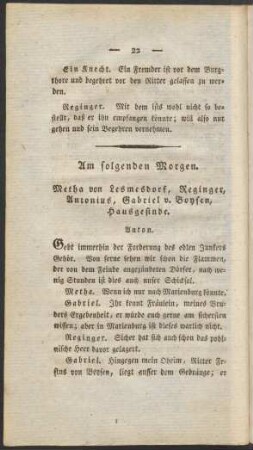 — 22 —
Ein Knecht. Ein Fremder ist vor dem Burg-
thore und begehret vor den Ritter gelassen zu wer-
den.
Reginger. Mit dem ists wohl nicht so be-
stellt, daß er ihn empfangen könnte; will also nur
gehen und sein Begehren vernehmen.
Am folgenden Morgen.
Metha von Lesmesdorf, Reginger,
Antonius, Gabriel v. Boysen,
Hausgesinde.
Anton.
Gebt immerhin der Forderung des edlen Junkers
Gehör. Von ferne sehen wir schon die Flammen,
der von dem Feinde angezündeten Dörfer, nach we-
nig Stunden ist dies auch unser Schicksal.
Metha. Wenn ich nur nach Marienburg könnte.
Gabriel. Ihr kennt Fräulein, meines Bru-
ders Ergebenheit; er würde euch gerne am sichersten
wissen; aber in Marienburg ist dieses warlich nicht.
Reginger. Sicher hat sich auch schon das pohl-
nische Heer davor gelagert.
Gabriel. Hingegen mein Oheim, Ritter Fe-
stus von Boysen, liegt ausser dem Gedränge; er